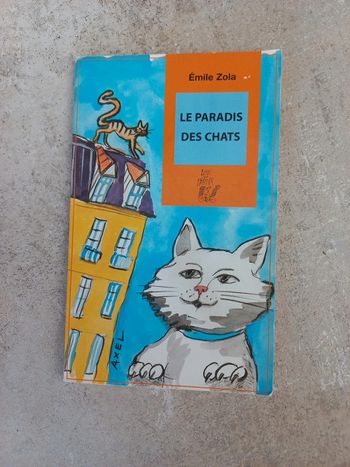 Émile Zola
LE PARADIS
DES CHATS
AXEL